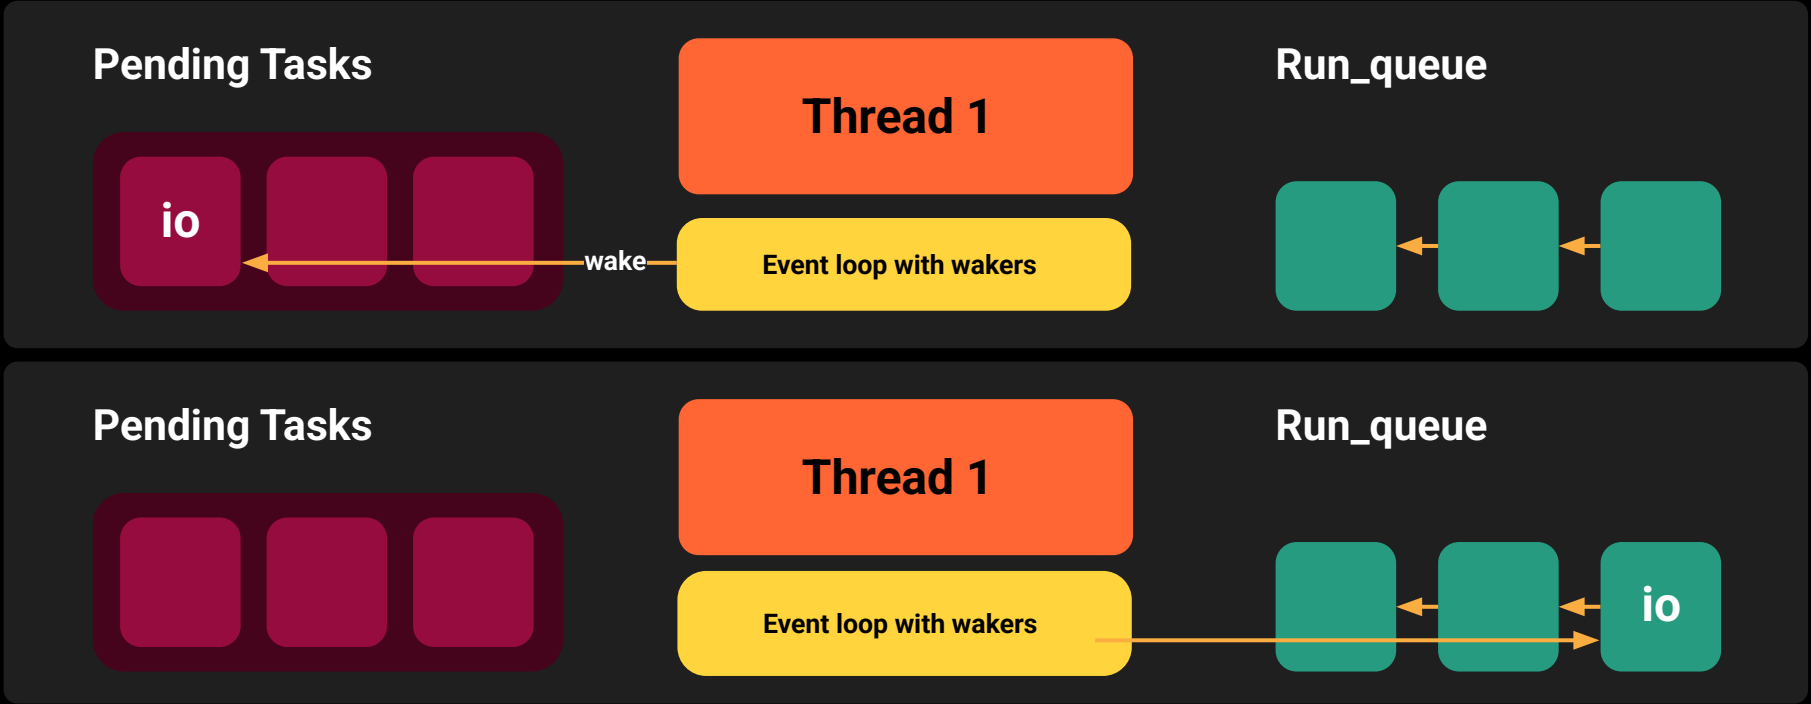 Pending Tasks
Thread 1
Run_queue
io
wake
Event loop with wakers
Pending Tasks
Thread 1
Run_queue
Event loop with wakers
io